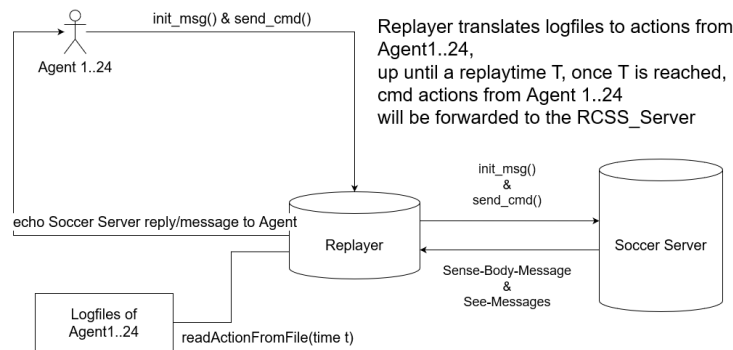 init_msg() & send_cmd()
Agent 1..24
Replayer translates logfiles to actions from
Agent1..24,
up until a replaytime T, once T is reached,
cmd actions from Agent 1..24
will be forwarded to the RCSS_Server
init_msg()
&
send_cmd()
echo Soccer Server reply/message to Agent
Replayer
Soccer Server
Sense-Body-Message
&
See-Messages
Logfiles of
Agent1..24
readActionFromFile(time t)